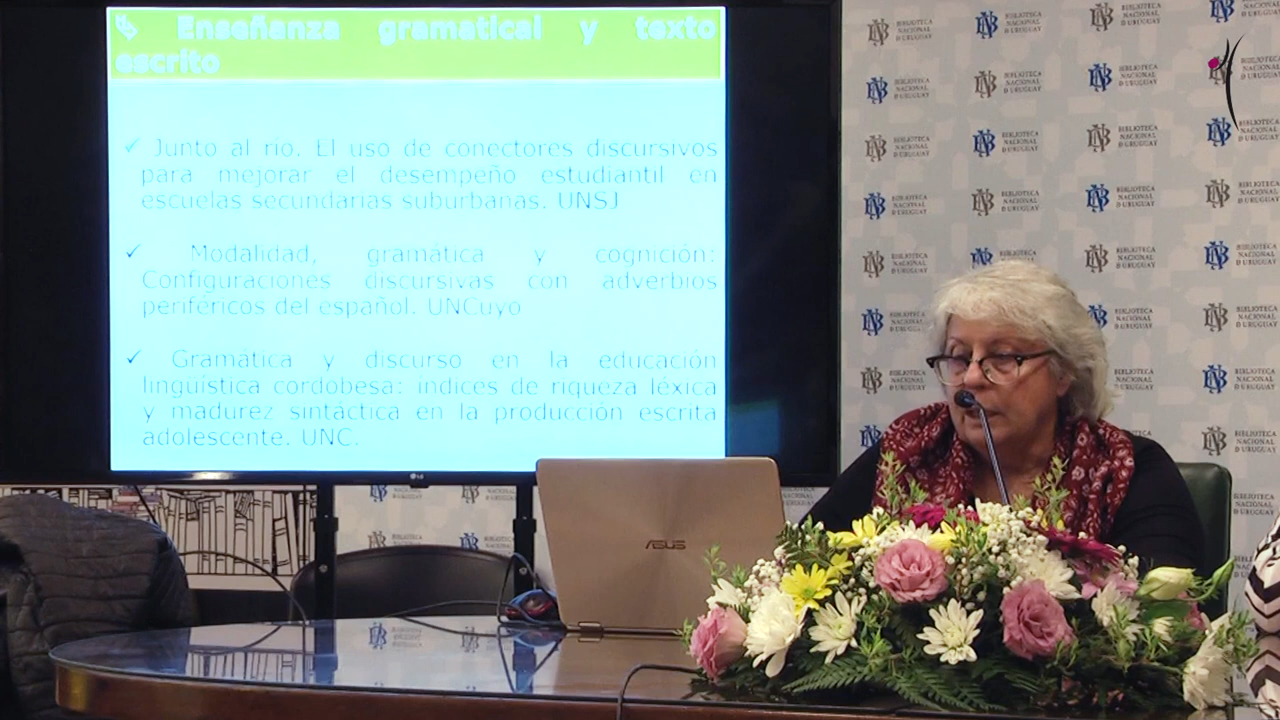 Enseñanza gramatical y texto
escrito
✓ Junto al río. El uso de conectores discursivos
para mejorar el desempeño estudiantil en
escuelas secundarias suburbanas. UNSJ
✓ Modalidad, gramática y cognición:
Configuraciones discursivas con adverbios
periféricos del español. UNCuyo
✓ Gramática y discurso en la educación
lingüística cordobesa: índices de riqueza léxica
y madurez sintáctica en la producción escrita
adolescente. UNC.
LG
ASUS
BIBLIOTECA
NACIONAL
D URUGUAY